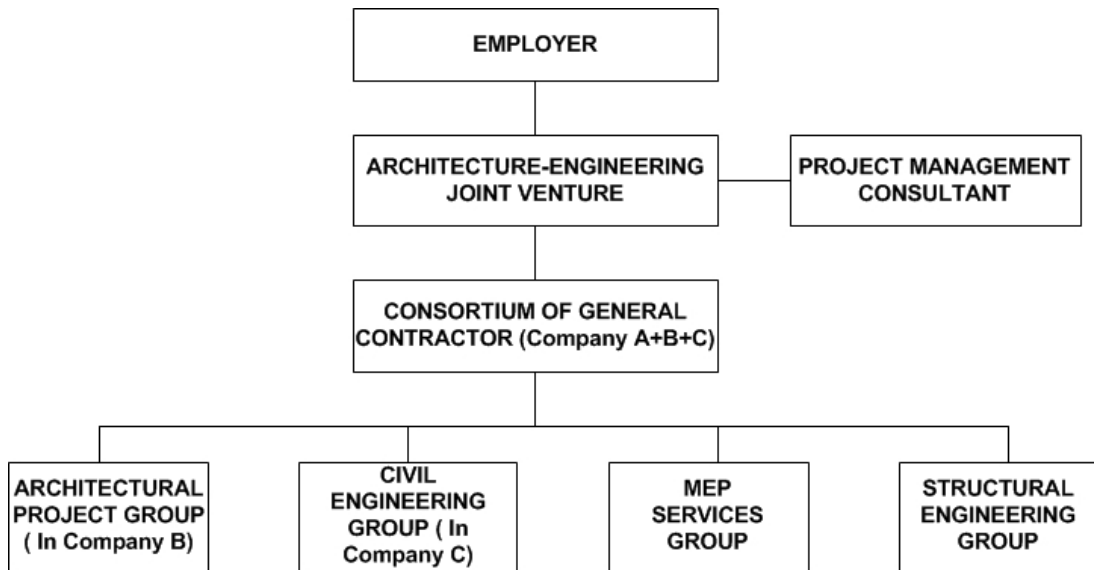 EMPLOYER
ARCHITECTURE-ENGINEERING
JOINT VENTURE
PROJECT MANAGEMENT
CONSULTANT
CONSORTIUM OF GENERAL
CONTRACTOR (Company A+B+C)
ARCHITECTURAL
PROJECT GROUP
( In Company B)
CIVIL
ENGINEERING
GROUP ( In
Company C)
MEP
SERVICES
GROUP
STRUCTURAL
ENGINEERING
GROUP